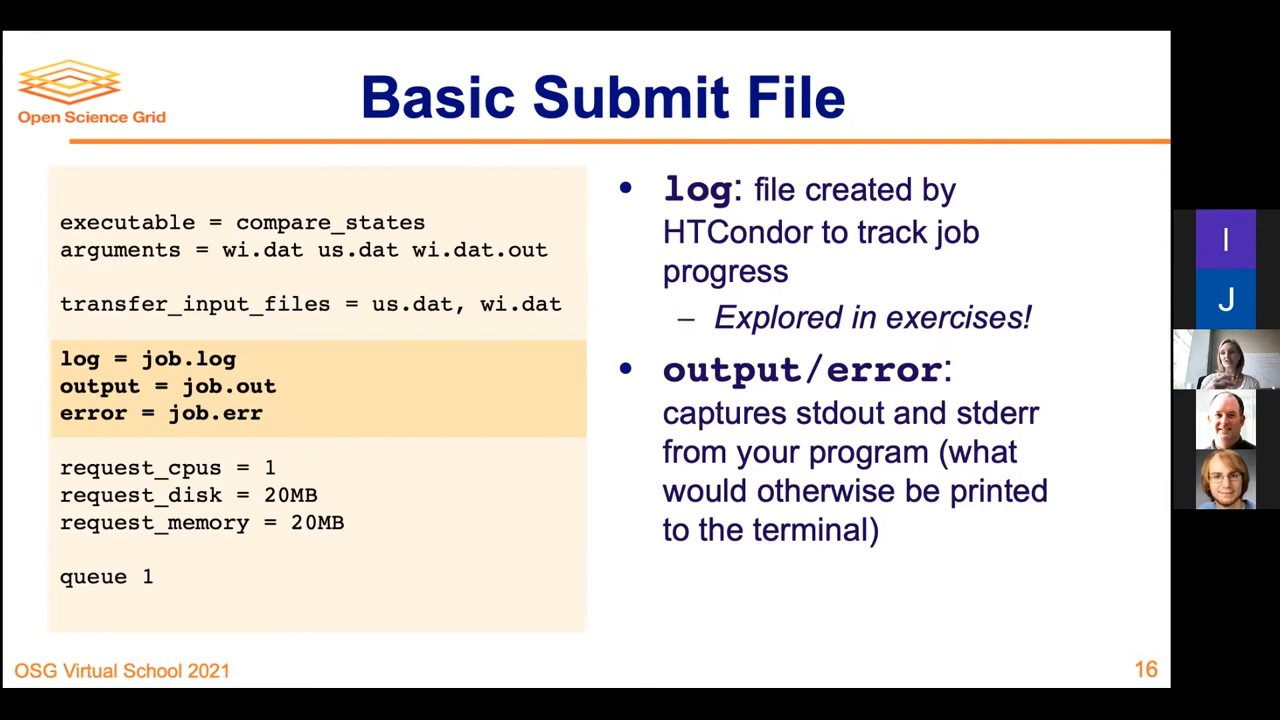 Open Science Grid
Basic Submit File
executable = compare_states
arguments = wi.dat us.dat wi.dat.out
transfer_input_files = us.dat, wi.dat
log = job.log
output = job.out
error = job.err
request_cpus = 1
request_disk = 20MB
request_memory = 20MB
queue 1
• log: file created by
HTCondor to track job
progress
– Explored in exercises!
• output/error:
captures stdout and stderr
from your program (what
would otherwise be printed
to the terminal)
OSG Virtual School 2021
16
I
J